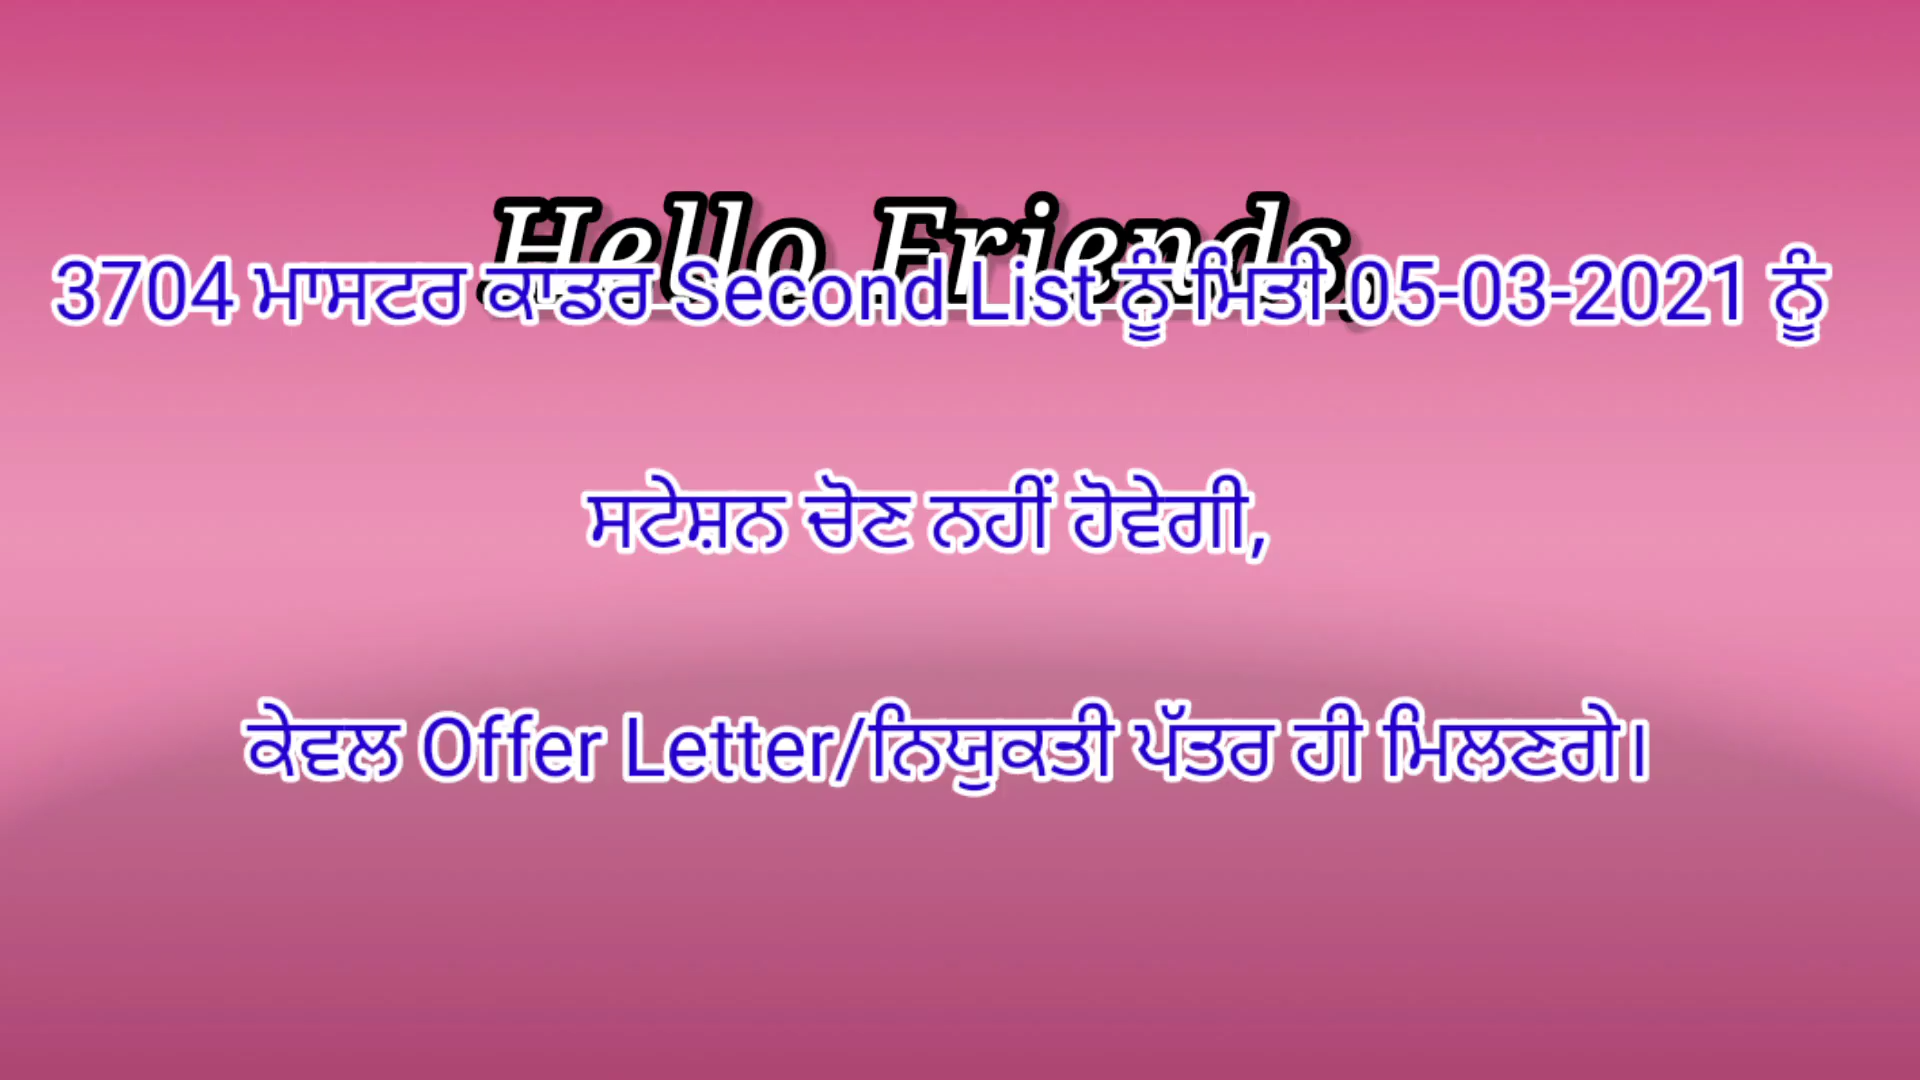 Hello Friends,
3704 ਮਾਸਟਰ ਕਾਡਰ Second List ਨੂੰ ਮਿਤੀ 05-03-2021 ਨੂੰ
ਸਟੇਸ਼ਨ ਚੋਣ ਨਹੀਂ ਹੋਵੇਗੀ,
ਕੇਵਲ Offer Letter/ਨਿਯੁਕਤੀ ਪੱਤਰ ਹੀ ਮਿਲਣਗੇ।